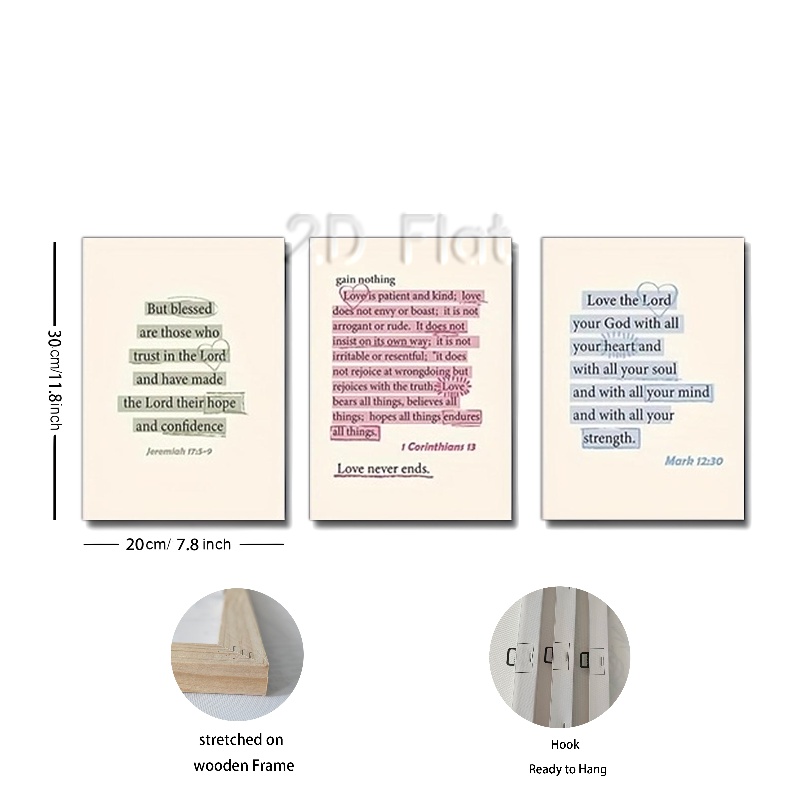 2D Flat
30cm/11.8inch
But blessed
are those who
trust in the Lord
and have made
the Lord their hope
and confidence
Jeremiah 17:5-9
gain nothing
Love is patient and kind; love
does not envy or boast; it is not
arrogant or rude. It does not
insist on its own way; it is not
irritable or resentful; "it does
not rejoice at wrongdoing but
rejoices with the truth; Love
bears all things, believes all
things; hopes all things endures
all things.
1 Corinthians 13
Love never ends.
Love the Lord
your God with all
your heart and
with all your soul
and with all your mind
and with all your
strength.
Mark 12:30
20cm/ 7.8 inch
stretched on
wooden Frame
Hook
Ready to Hang